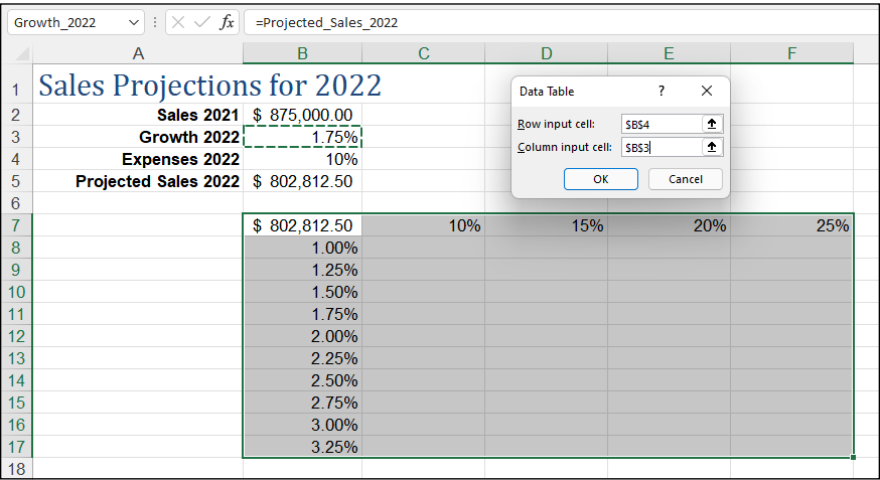 Growth_2022 fx =Projected_Sales_2022
A B C D E F
1 Sales Projections for 2022
2 Sales 2021 $ 875,000.00
3 Growth 2022 1.75%
4 Expenses 2022 10%
5 Projected Sales 2022 $ 802,812.50
6
7 $ 802,812.50 10% 15% 20% 25%
8 1.00%
9 1.25%
10 1.50%
11 1.75%
12 2.00%
13 2.25%
14 2.50%
15 2.75%
16 3.00%
17 3.25%
18
Data Table ?
Row input cell: $B$4
Column input cell: $B$3
OK Cancel